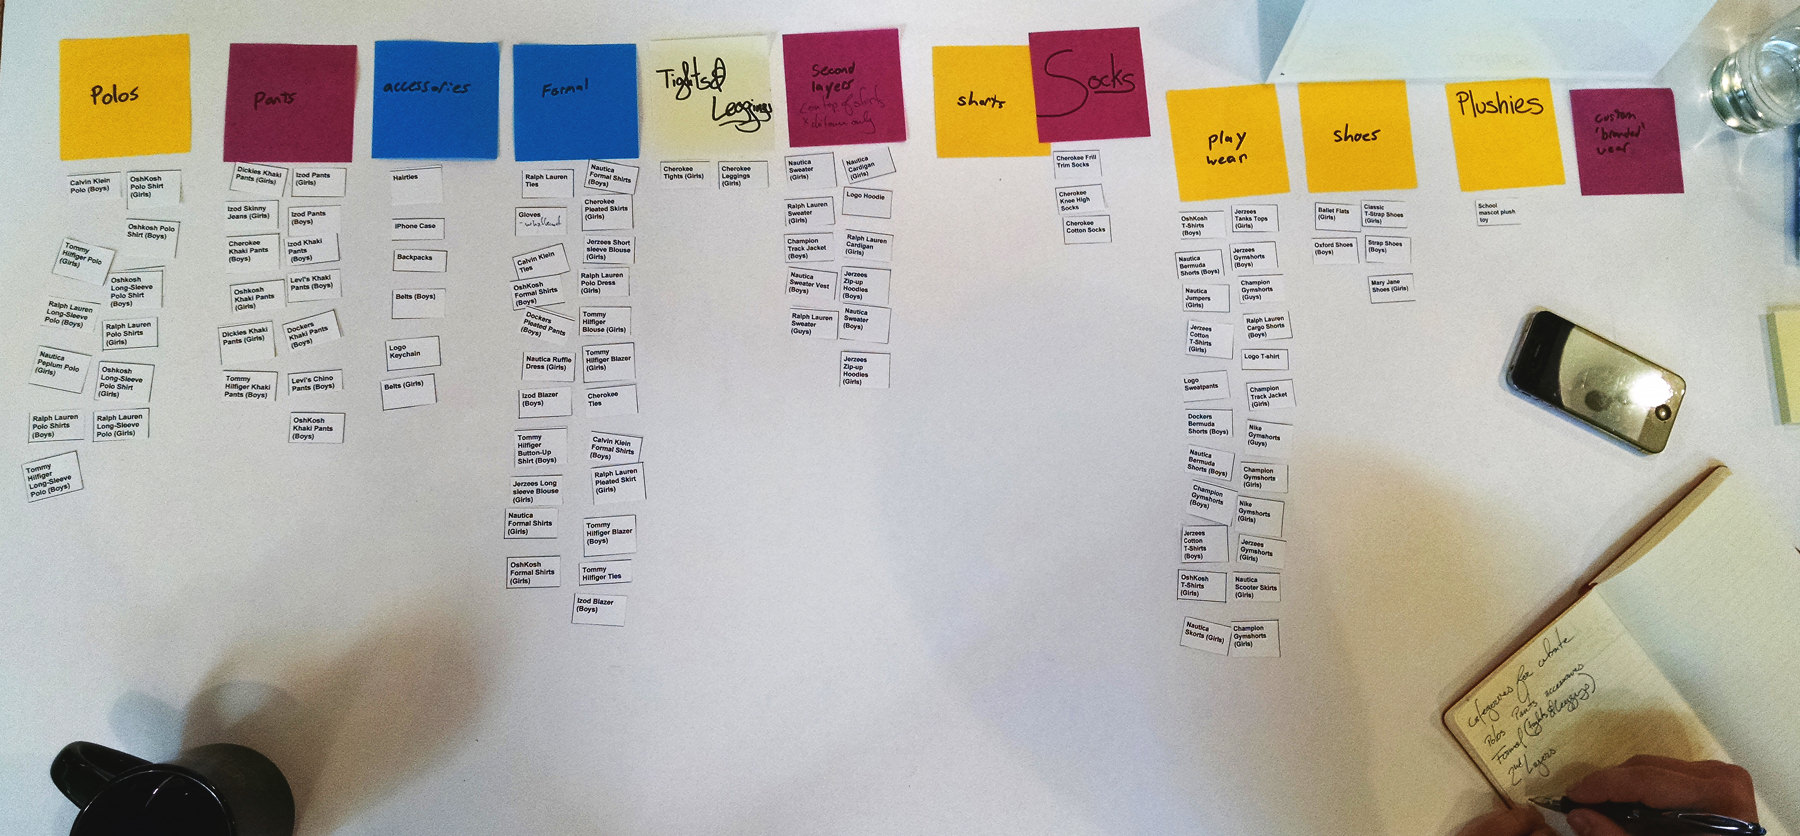 Polos
Calvin Klein
Polo (Boys)
OshKosh
Polo Shirt
(Girls)
Oshkosh Polo
Shirt (Boys)
Tommy
Hilfiger Polo
(Girls)
Oshkosh
Long-Sleeve
Polo Shirt
(Boys)
Ralph Lauren
Long-Sleeve
Polo (Boys)
Ralph Lauren
Polo Shirts
(Girls)
Nautica
Peplum Polo
(Girls)
Oshkosh
Long-Sleeve
Polo Shirt
(Girls)
Ralph Lauren
Polo Shirts
(Boys)
Ralph Lauren
Long-Sleeve
Polo (Girls)
Tommy
Hilfiger
Long-Sleeve
Polo (Boys)
Pants
Dickies Khaki
Pants (Girls)
Izod Pants
(Girls)
Izod Skinny
Jeans (Girls)
Izod Pants
(Boys)
Cherokee
Khaki Pants
(Boys)
Izod Khaki
Pants (Boys)
Oshkosh
Khaki Pants
(Girls)
Levi's Khaki
Pants (Boys)
Dickies Khaki
Pants (Girls)
Dockers
Khaki Pants
(Boys)
Tommy
Hilfiger Khaki
Pants (Boys)
Levi's Chino
Pants (Boys)
OshKosh
Khaki Pants
(Boys)
accessories
Hairties
iPhone Case
Backpacks
Belts (Boys)
Logo
Keychain
Belts (Girls)
Formal
Ralph Lauren
Ties
Nautica
Formal Shirts
(Boys)
Gloves
Cherokee
Pleated Skirts
(Girls)
Jerzees Short
sleeve Blouse
(Girls)
Calvin Klein
Ties
Ralph Lauren
Polo Dress
(Girls)
OshKosh
Formal Shirts
(Boys)
Dockers
Pleated Pants
(Boys)
Tommy
Hilfiger
Blouse (Girls)
Nautica Ruffle
Dress (Girls)
Tommy
Hilfiger Blazer
(Girls)
Izod Blazer
(Boys)
Cherokee
Ties
Tommy
Hilfiger
Button-Up
Shirt (Boys)
Calvin Klein
Formal Shirts
(Boys)
Jerzees Long
sleeve Blouse
(Girls)
Ralph Lauren
Pleated Skirt
(Girls)
Nautica
Formal Shirts
(Girls)
Tommy
Hilfiger Blazer
(Boys)
OshKosh
Formal Shirts
(Girls)
Tommy
Hilfiger Ties
Izod Blazer
(Boys)
Tights &
Leggings
Cherokee
Tights (Girls)
Cherokee
Leggings
(Girls)
Second
layers
on top of shirts
only
Nautica
Sweater
(Girls)
Nautica
Cardigan
(Girls)
Ralph Lauren
Sweater
(Girls)
Logo Hoodie
Champion
Track Jacket
(Boys)
Ralph Lauren
Cardigan
(Girls)
Nautica
Sweater Vest
(Boys)
Jerzees
Zip-up
Hoodies
(Boys)
Ralph Lauren
Sweater
(Guys)
Nautica
Sweater
(Boys)
Jerzees
Zip-up
Hoodies
(Girls)
shorts
Socks
Cherokee Frill
Trim Socks
Cherokee
Knee High
Socks
Cherokee
Cotton Socks
play
wear
OshKosh
T-Shirts
(Boys)
Jerzees
Tanks Tops
(Girls)
Nautica
Bermuda
Shorts (Boys)
Jerzees
Gymshorts
(Boys)
Nautica
Jumpers
(Girls)
Champion
Gymshorts
(Guys)
Jerzees
Cotton
T-Shirts
(Girls)
Ralph Lauren
Cargo Shorts
(Boys)
Logo T-shirt
Logo
Sweatpants
Champion
Track Jacket
(Girls)
Dockers
Bermuda
Shorts (Boys)
Nike
Gymshorts
(Guys)
Nautica
Bermuda
Shorts (Boys)
Champion
Gymshorts
(Girls)
Champion
Gymshorts
(Boys)
Nike
Gymshorts
(Girls)
Jerzees
Cotton
T-Shirts
(Boys)
Jerzees
Gymshorts
(Girls)
OshKosh
T-Shirts
(Girls)
Nautica
Scooter Skirts
(Girls)
Nautica
Skorts (Girls)
Champion
Gymshorts
(Girls)
shoes
Ballet Flats
(Girls)
Classic
T-Strap Shoes
(Girls)
Oxford Shoes
(Boys)
Strap Shoes
(Boys)
Mary Jane
Shoes (Girls)
Plushies
School
mascot plush
toy
custom
'branded'
wear
Categories for website
Polos Pants accessories
Formal (tights & leggings)
2nd Layers